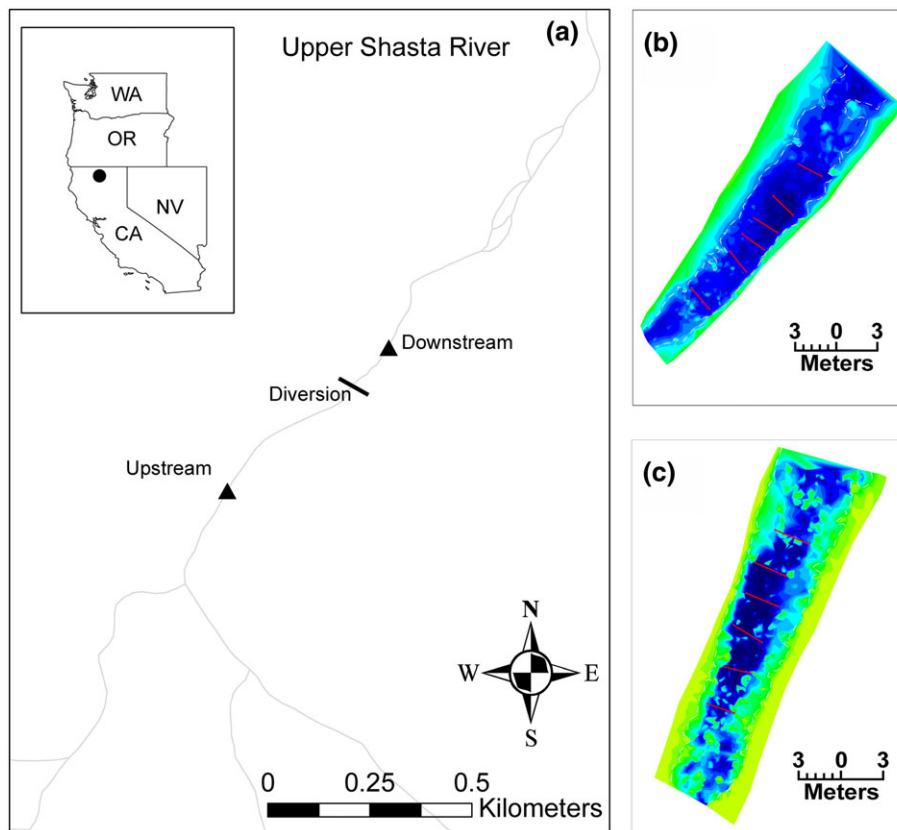 Upper Shasta River
(a)
WA
OR
NV
CA
Downstream
Diversion
Upstream
N
W E
S
0 0.25 0.5
Kilometers
(b)
3 0 3
Meters
(c)
3 0 3
Meters